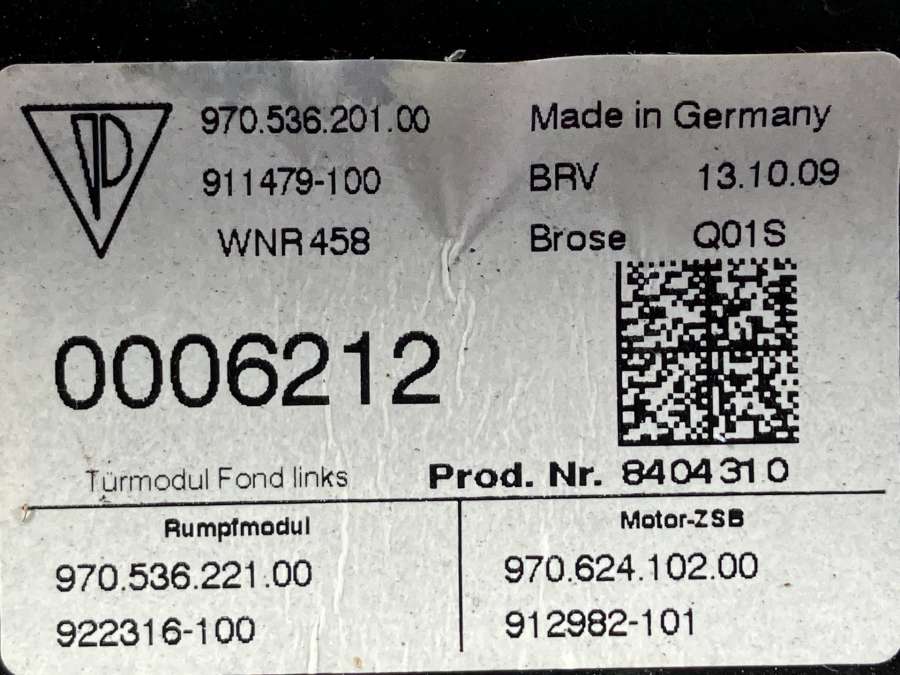 970.536.201.00
911479-100
WNR 458
Made in Germany
BRV 13.10.09
Brose Q01S
0006212
Türmodul Fond links
Prod. Nr. 8404310
Rumpfmodul
970.536.221.00
922316-100
Motor-ZSB
970.624.102.00
912982-101